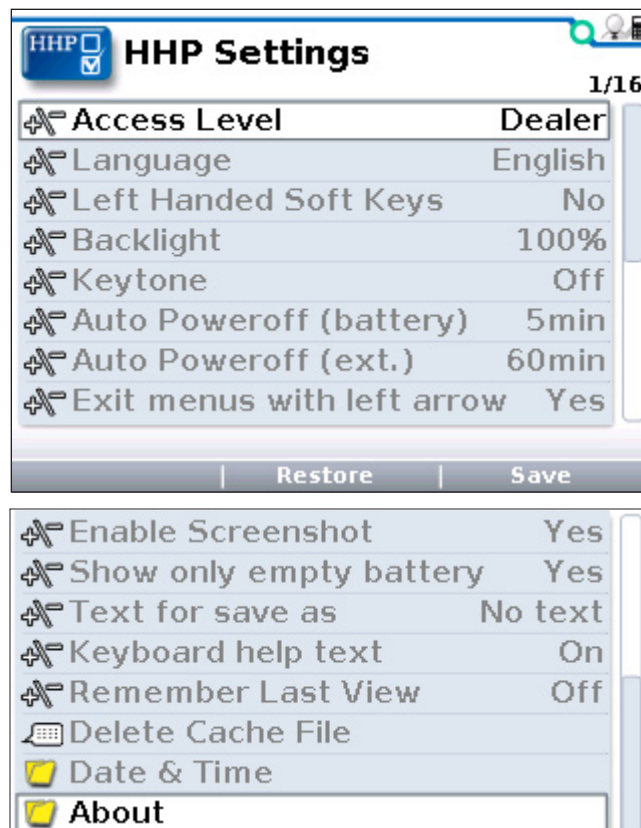 HHP
HHP Settings
1/16
Access Level Dealer
Language English
Left Handed Soft Keys No
Backlight 100%
Keytone Off
Auto Poweroff (battery) 5min
Auto Poweroff (ext.) 60min
Exit menus with left arrow Yes
| Restore | Save
Enable Screenshot Yes
Show only empty battery Yes
Text for save as No text
Keyboard help text On
Remember Last View Off
Delete Cache File
Date & Time
About